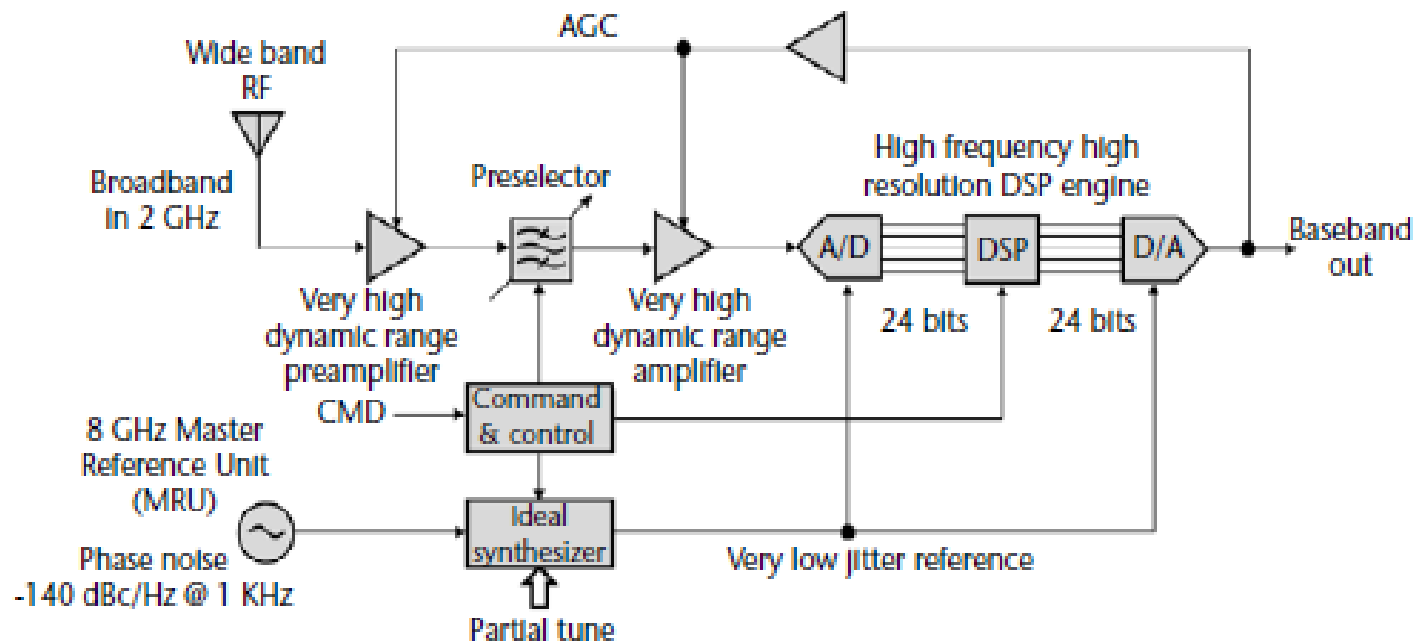 AGC
Wide band
RF
Broadband
in 2 GHz
Preselector
High frequency high
resolution DSP engine
A/D
DSP
D/A
Baseband
out
Very high
dynamic range
preamplifier
Very high
dynamic range
amplifier
24 bits
24 bits
CMD
Command
& control
8 GHz Master
Reference Unit
(MRU)
Phase noise
-140 dBc/Hz @ 1 KHz
Ideal
synthesizer
Very low jitter reference
Partial tune